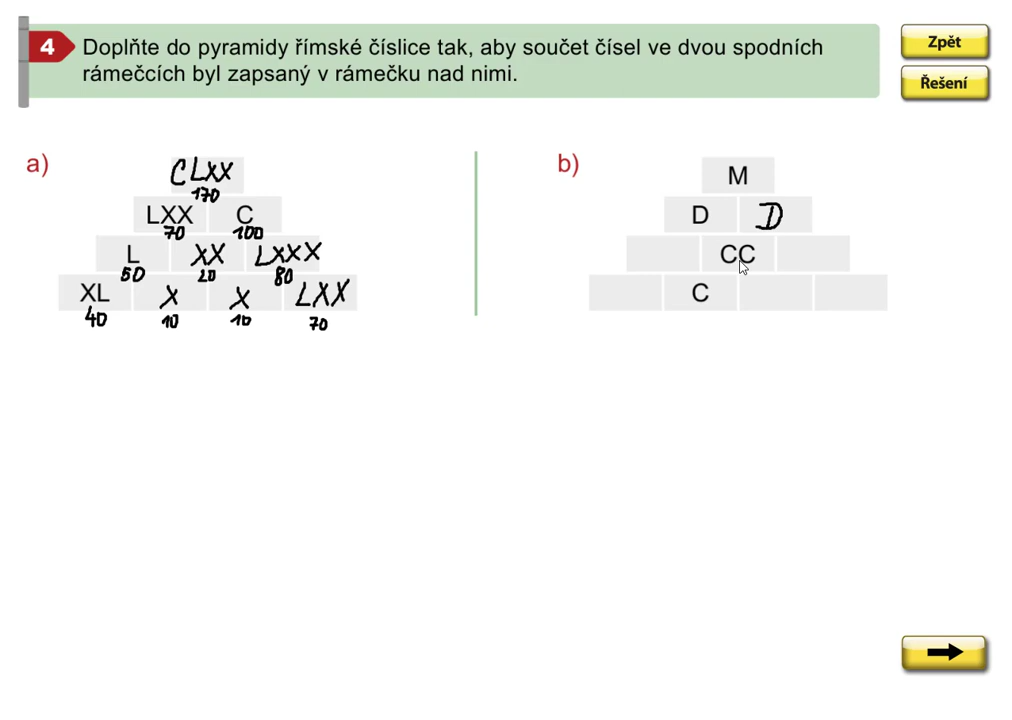 4 Doplňte do pyramidy římské číslice tak, aby součet čísel ve dvou spodních
rámečcích byl zapsaný v rámečku nad nimi.
Zpět
Řešení
a)
CLXX
170
LXX C
70 100
L XX LXXX
50 20 80
XL X X LXX
40 10 10 70
b)
M
D D
CC
C